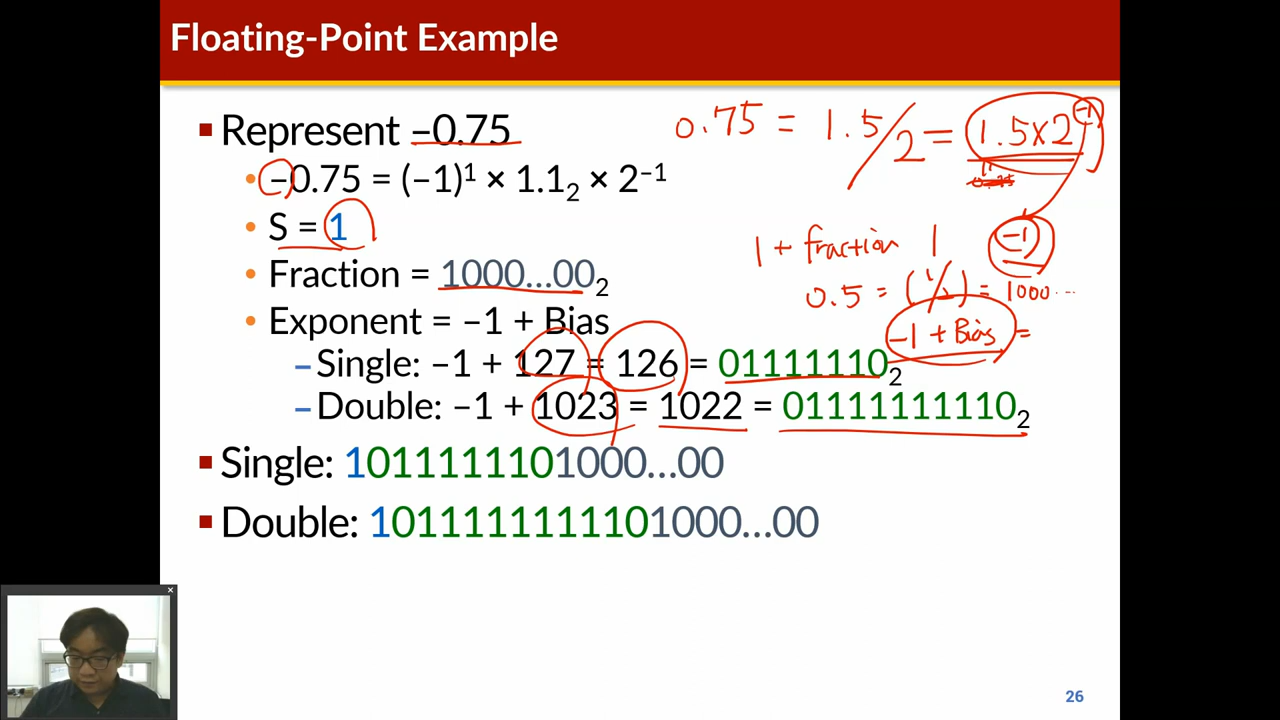 Floating-Point Example
Represent –0.75
–0.75 = (–1)¹ × 1.1₂ × 2⁻¹
S = 1
Fraction = 1000…00₂
Exponent = –1 + Bias
–Single: –1 + 127 = 126 = 01111110₂
–Double: –1 + 1023 = 1022 = 01111111110₂
Single: 1011111101000…00
Double: 1011111111101000…00
0.75 = 1.5/2 = 1.5×2⁻¹
1 + fraction 1 -1
0.5 = (1/2) = 1000...
-1 + Bias =
26